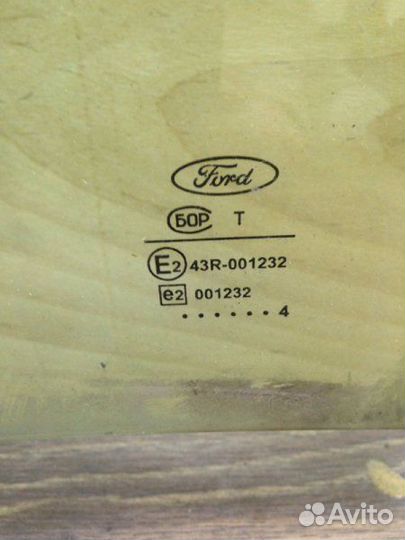 Ford
БОР T
E2 43R-001232
e2 001232
. . . . . . 4
Avito